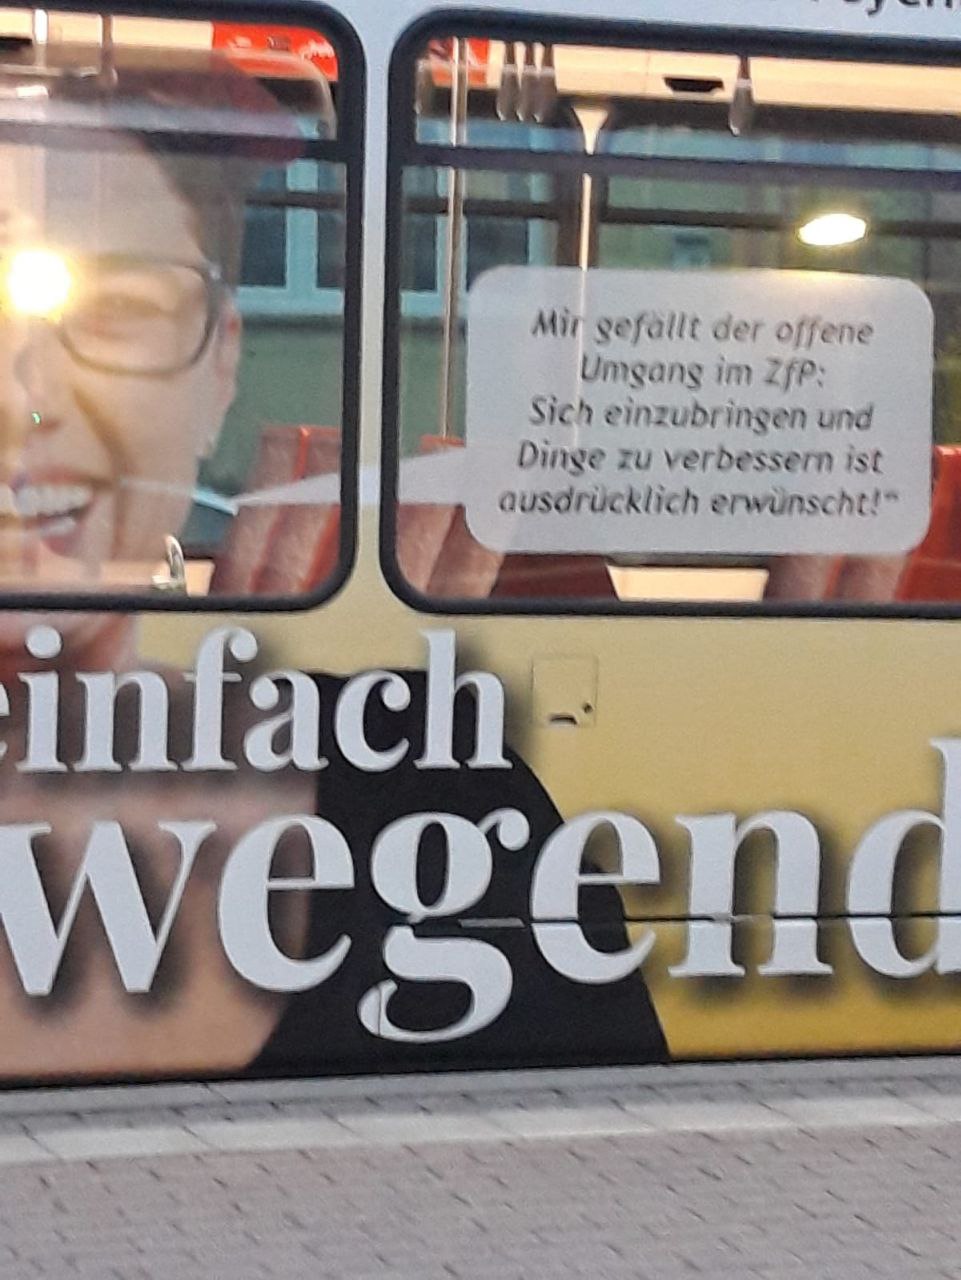 Mir gefällt der offene
Umgang im ZfP:
Sich einzubringen und
Dinge zu verbessern ist
ausdrücklich erwünscht!“
einfach
wegend